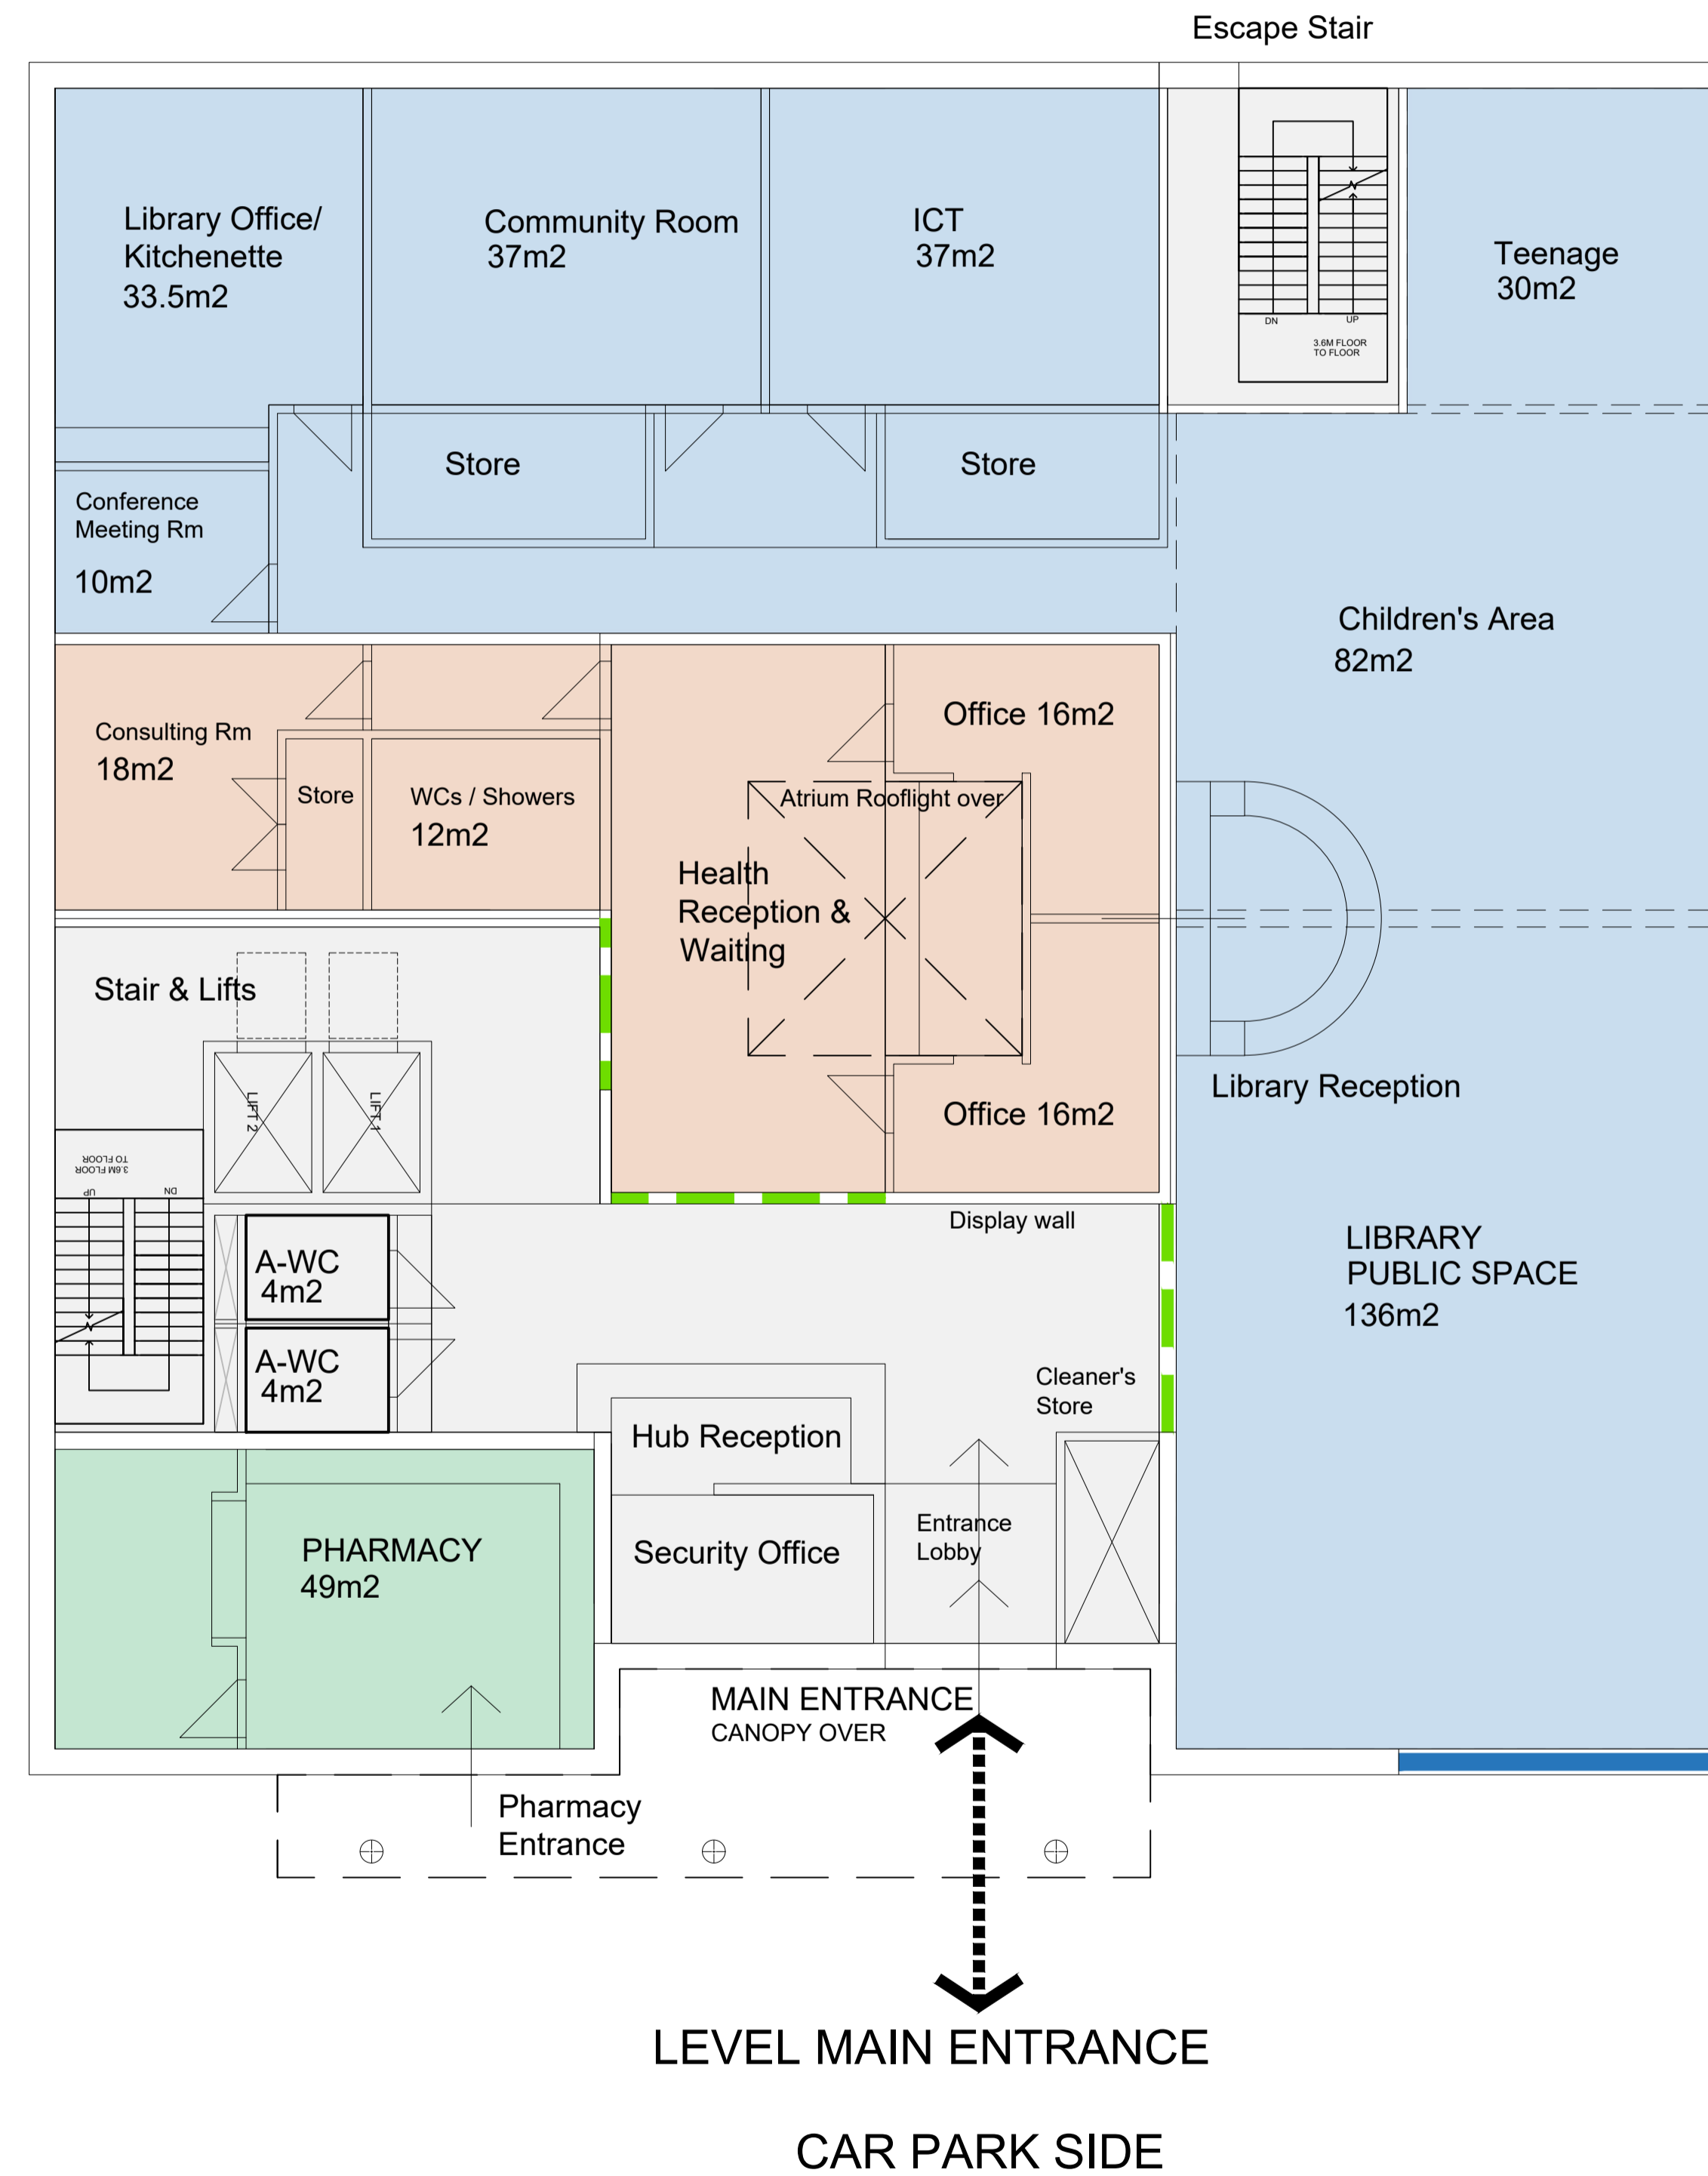 Escape Stair
Library Office/
Kitchenette
33.5m2
Community Room
37m2
ICT
37m2
DN
UP
3.6M FLOOR
TO FLOOR
Teenage
30m2
Store
Store
Conference
Meeting Rm
10m2
Children's Area
82m2
Consulting Rm
18m2
Store
WCs / Showers
12m2
Office 16m2
Atrium Rooflight over
Health
Reception &
Waiting
Stair & Lifts
LIFT 2
LIFT 1
Office 16m2
Library Reception
3.6M FLOOR
TO FLOOR
UP
DN
Display wall
A-WC
4m2
A-WC
4m2
LIBRARY
PUBLIC SPACE
136m2
Cleaner's
Store
Hub Reception
Security Office
Entrance
Lobby
PHARMACY
49m2
MAIN ENTRANCE
CANOPY OVER
Pharmacy
Entrance
LEVEL MAIN ENTRANCE
CAR PARK SIDE